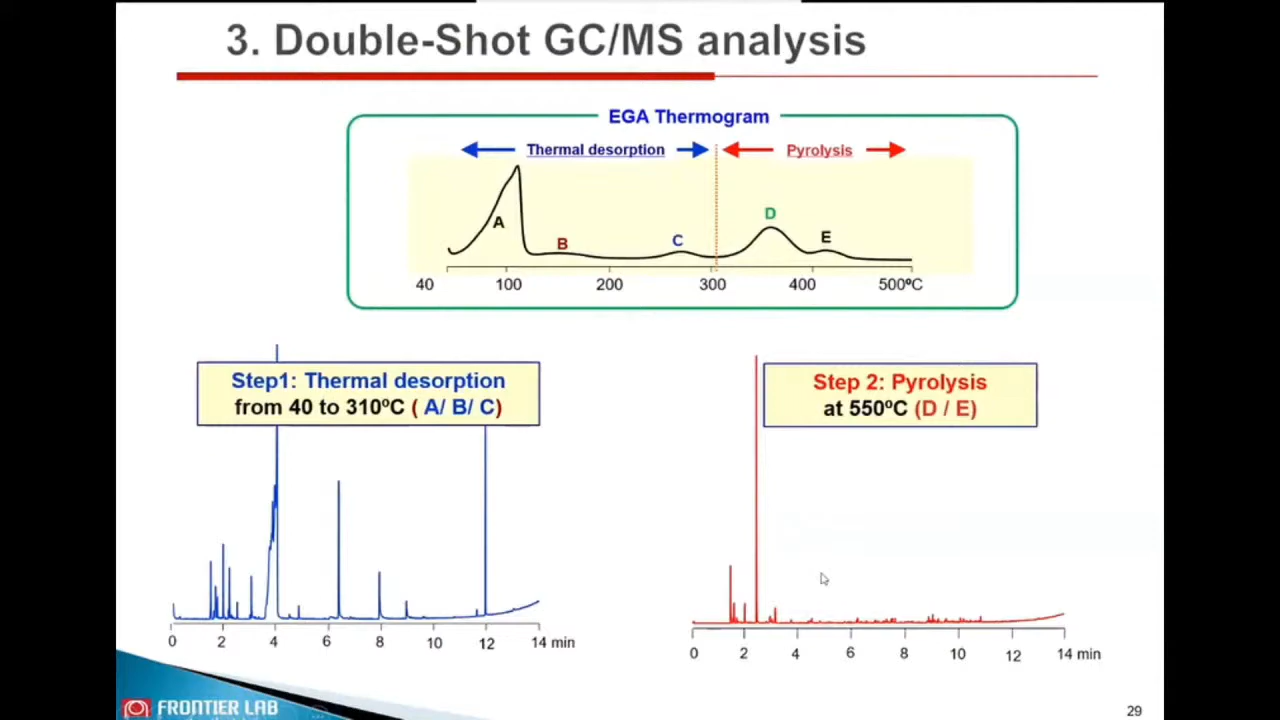 3. Double-Shot GC/MS analysis
EGA Thermogram
Thermal desorption
Pyrolysis
A
B
C
D
E
40 100 200 300 400 500ºC
Step1: Thermal desorption
from 40 to 310ºC ( A/ B/ C)
Step 2: Pyrolysis
at 550ºC (D / E)
0 2 4 6 8 10 12 14 min
0 2 4 6 8 10 12 14 min
FRONTIER LAB
29